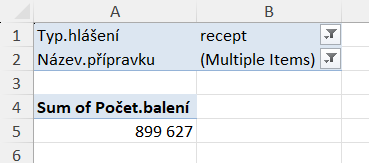 A B
1 Typ.hlášení recept
2 Název.přípravku (Multiple Items)
3
4 Sum of Počet.balení
5 899 627
6